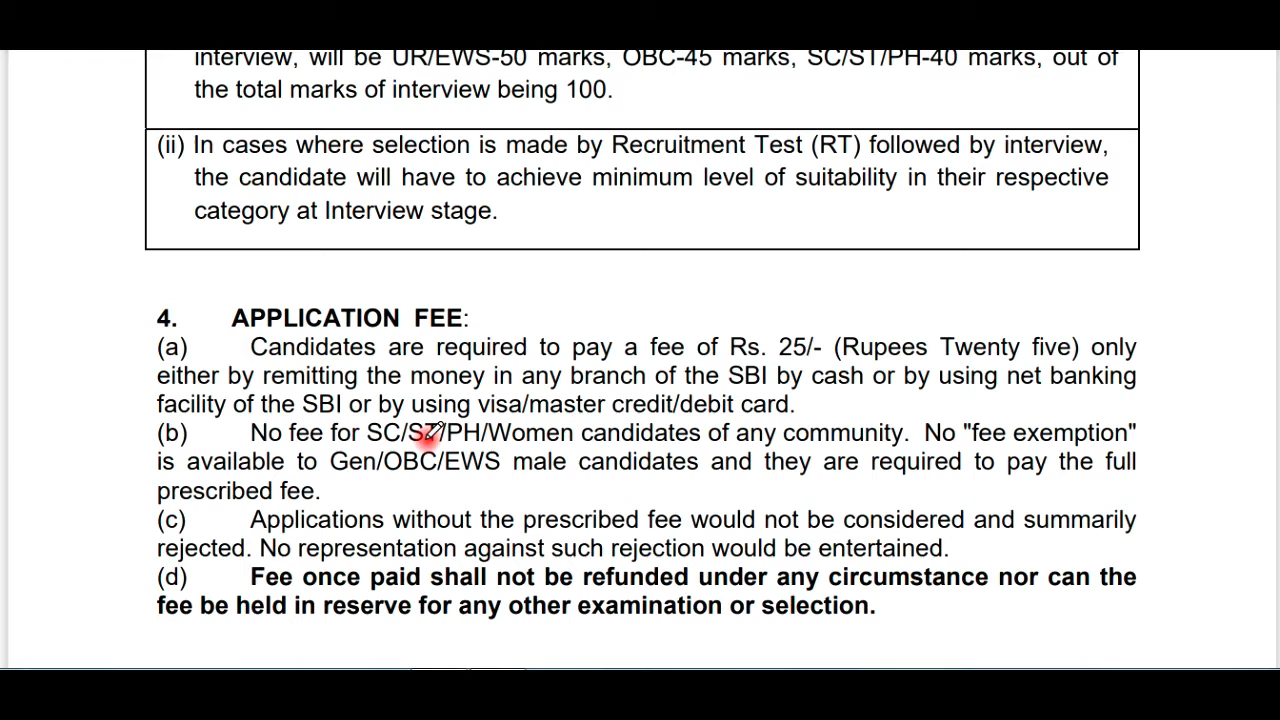 interview, will be UR/EWS-50 marks, OBC-45 marks, SC/ST/PH-40 marks, out of
the total marks of interview being 100.
(ii) In cases where selection is made by Recruitment Test (RT) followed by interview,
the candidate will have to achieve minimum level of suitability in their respective
category at Interview stage.
4. APPLICATION FEE:
(a) Candidates are required to pay a fee of Rs. 25/- (Rupees Twenty five) only
either by remitting the money in any branch of the SBI by cash or by using net banking
facility of the SBI or by using visa/master credit/debit card.
(b) No fee for SC/ST/PH/Women candidates of any community. No "fee exemption"
is available to Gen/OBC/EWS male candidates and they are required to pay the full
prescribed fee.
(c) Applications without the prescribed fee would not be considered and summarily
rejected. No representation against such rejection would be entertained.
(d) Fee once paid shall not be refunded under any circumstance nor can the
fee be held in reserve for any other examination or selection.